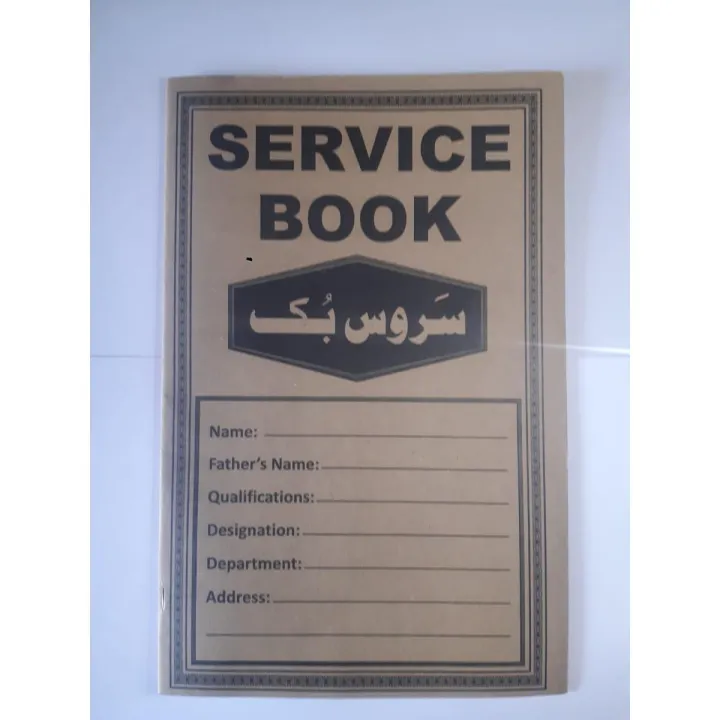 SERVICE
BOOK
سَروس بُک
Name:
Father's Name:
Qualifications:
Designation:
Department:
Address: